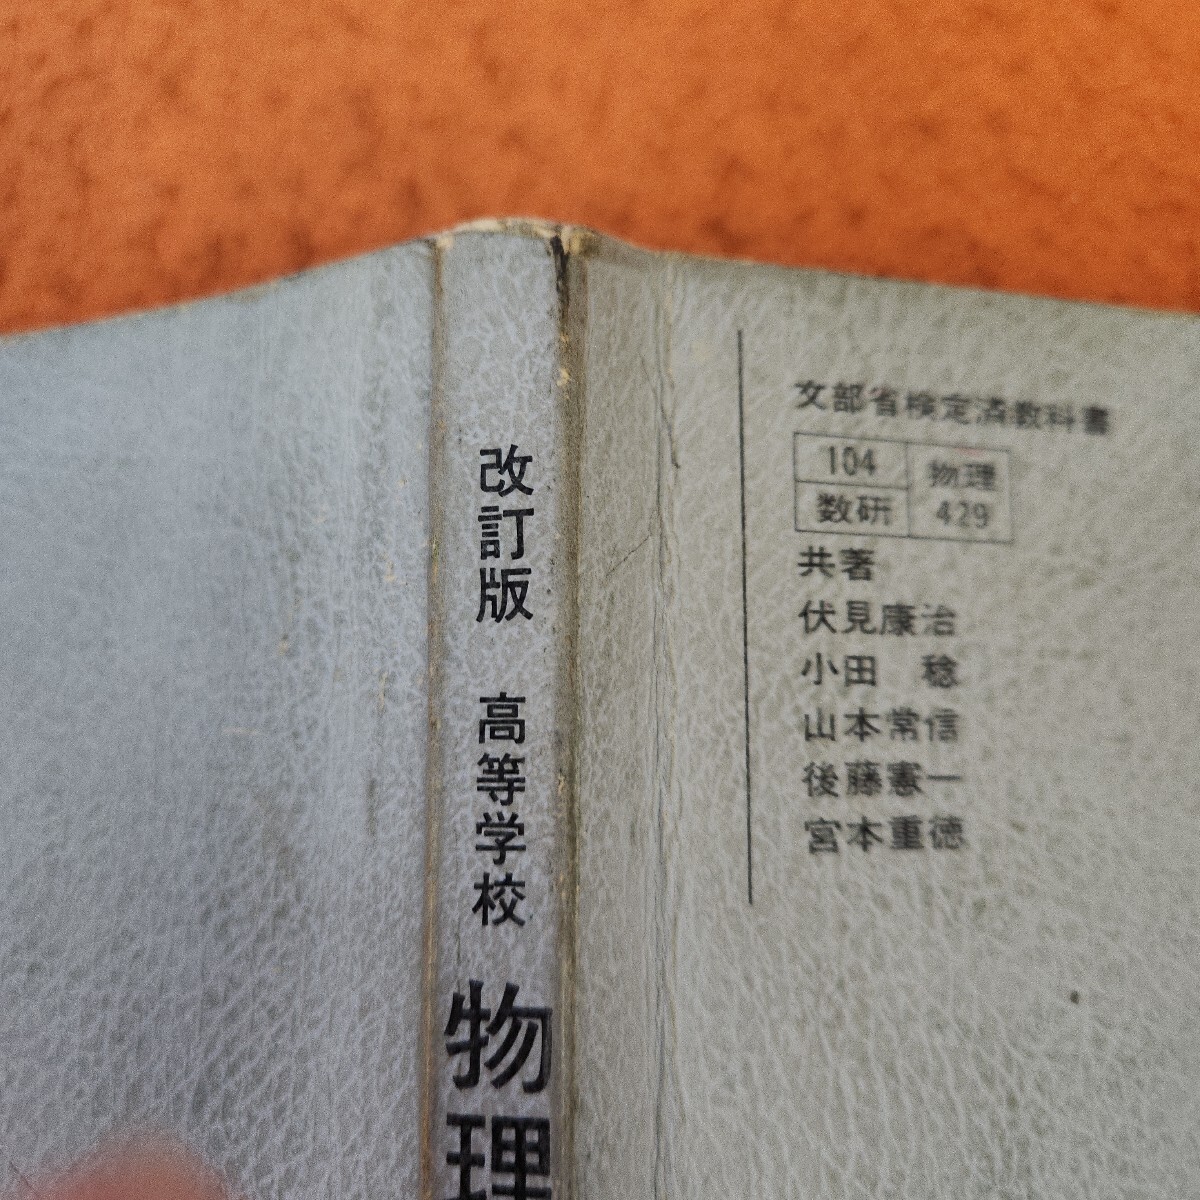 改訂版 高等学校 物理
文部省検定済教科書
104 物理
数研 429
共著
伏見康治
小田 稔
山本常信
後藤憲一
宮本重徳